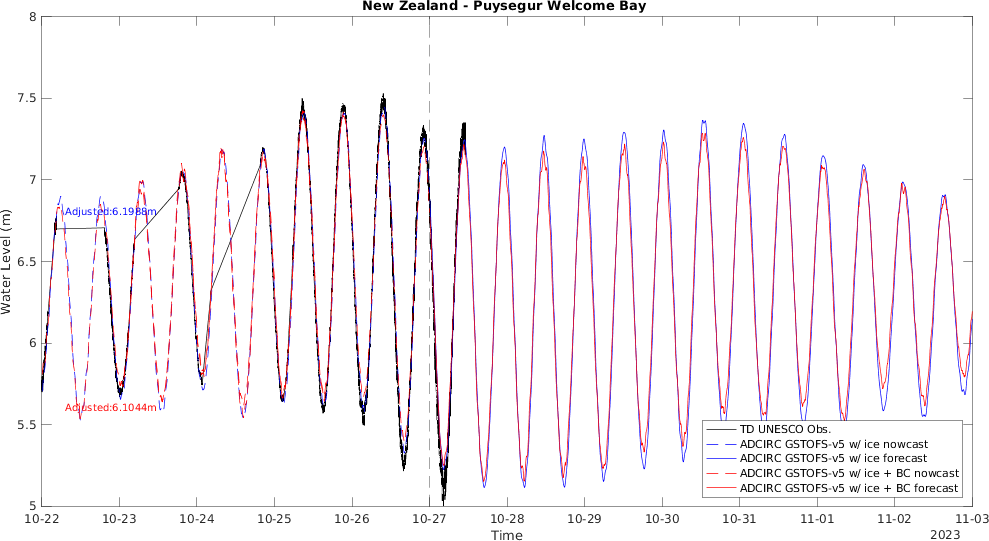 New Zealand - Puysegur Welcome Bay
8
7.5
7
6.5
6
5.5
5
Water Level (m)
Adjusted:6.1988m
Adjusted:6.1044m
TD UNESCO Obs.
ADCIRC GSTOFS-v5 w/ ice nowcast
ADCIRC GSTOFS-v5 w/ ice forecast
ADCIRC GSTOFS-v5 w/ ice + BC nowcast
ADCIRC GSTOFS-v5 w/ ice + BC forecast
10-22 10-23 10-24 10-25 10-26 10-27 10-28 10-29 10-30 10-31 11-01 11-02 11-03
Time
2023